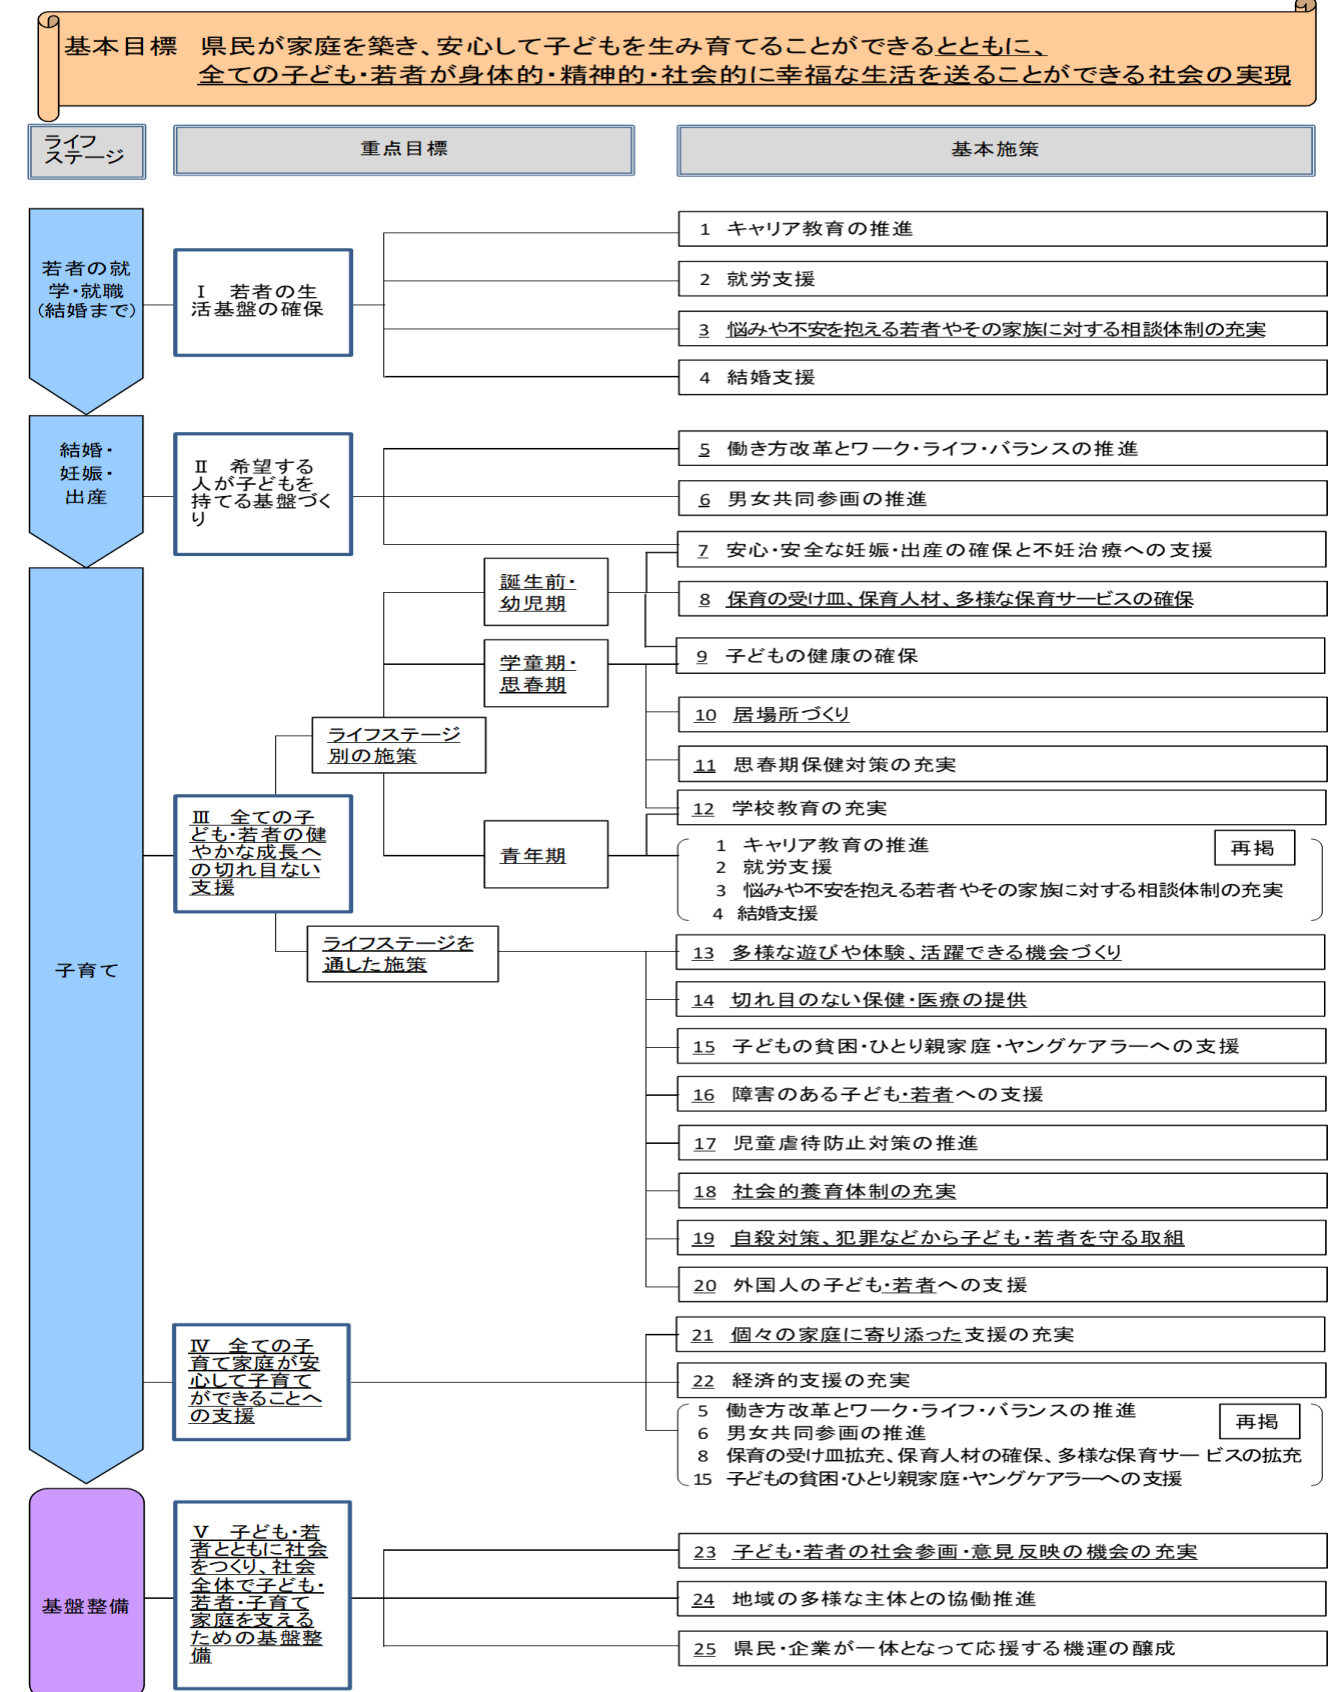 基本目標　県民が家庭を築き、安心して子どもを生み育てることができるとともに、
全ての子ども・若者が身体的・精神的・社会的に幸福な生活を送ることができる社会の実現
ライフ
ステージ
重点目標
基本施策
若者の就
学・就職
(結婚まで)
Ⅰ　若者の生
活基盤の確保
1　キャリア教育の推進
2　就労支援
3　悩みや不安を抱える若者やその家族に対する相談体制の充実
4　結婚支援
結婚・
妊娠・
出産
Ⅱ　希望する
人が子どもを
持てる基盤づく
り
5　働き方改革とワーク・ライフ・バランスの推進
6　男女共同参画の推進
7　安心・安全な妊娠・出産の確保と不妊治療への支援
子育て
Ⅲ　全ての子
ども・若者の健
やかな成長へ
の切れ目ない
支援
ライフステージ
別の施策
誕生前・
幼児期
8　保育の受け皿、保育人材、多様な保育サービスの確保
9　子どもの健康の確保
学童期・
思春期
10　居場所づくり
11　思春期保健対策の充実
12　学校教育の充実
青年期
1　キャリア教育の推進
再掲
2　就労支援
3　悩みや不安を抱える若者やその家族に対する相談体制の充実
4　結婚支援
ライフステージを
通した施策
13　多様な遊びや体験、活躍できる機会づくり
14　切れ目のない保健・医療の提供
15　子どもの貧困・ひとり親家庭・ヤングケアラーへの支援
16　障害のある子ども・若者への支援
17　児童虐待防止対策の推進
18　社会的養育体制の充実
19　自殺対策、犯罪などから子ども・若者を守る取組
20　外国人の子ども・若者への支援
Ⅳ　全ての子
育て家庭が安
心して子育て
ができることへ
の支援
21　個々の家庭に寄り添った支援の充実
22　経済的支援の充実
5　働き方改革とワーク・ライフ・バランスの推進
再掲
6　男女共同参画の推進
8　保育の受け皿拡充、保育人材の確保、多様な保育サービスの拡充
15　子どもの貧困・ひとり親家庭・ヤングケアラーへの支援
基盤整備
Ⅴ　子ども・若
者とともに社会
をつくり、社会
全体で子ども・
若者・子育て
家庭を支える
ための基盤整
備
23　子ども・若者の社会参画・意見反映の機会の充実
24　地域の多様な主体との協働推進
25　県民・企業が一体となって応援する機運の醸成